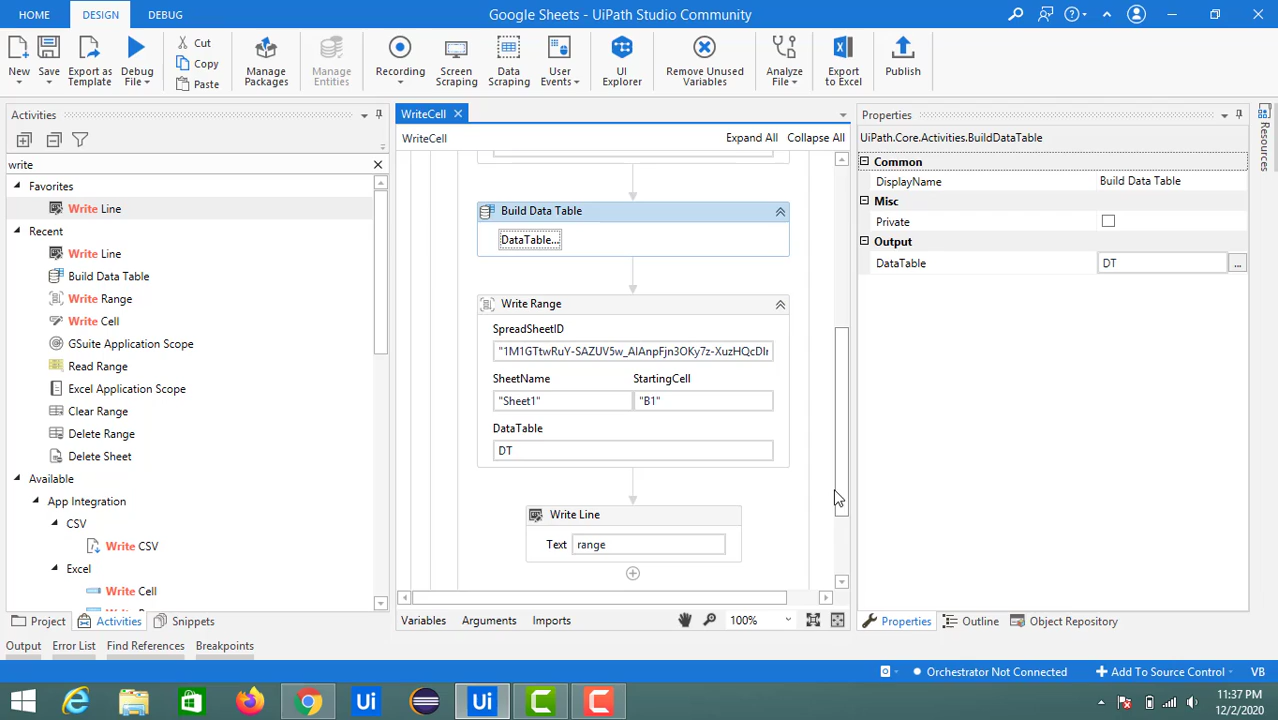 HOME DESIGN DEBUG Google Sheets - UiPath Studio Community
New Save Export as Template Debug File Cut Copy Paste Manage Packages Manage Entities Recording Screen Scraping Data Scraping User Events UI Explorer Remove Unused Variables Analyze File Export to Excel Publish
Activities
write
Favorites
Write Line
Recent
Write Line
Build Data Table
Write Range
Write Cell
GSuite Application Scope
Read Range
Excel Application Scope
Clear Range
Delete Range
Delete Sheet
Available
App Integration
CSV
Write CSV
Excel
Write Cell
Project Activities Snippets
WriteCell
WriteCell Expand All Collapse All
Build Data Table
DataTable...
Write Range
SpreadSheetID
SheetName StartingCell
"Sheet1" "B1"
DataTable
DT
Write Line
Text range
Variables Arguments Imports 100%
Properties
UiPath.Core.Activities.BuildDataTable
Common
DisplayName Build Data Table
Misc
Private
Output
DataTable DT ...
Properties Outline Object Repository
Resources
Output Error List Find References Breakpoints
Orchestrator Not Connected Add To Source Control VB
Ui Ui C C
11:37 PM
12/2/2020